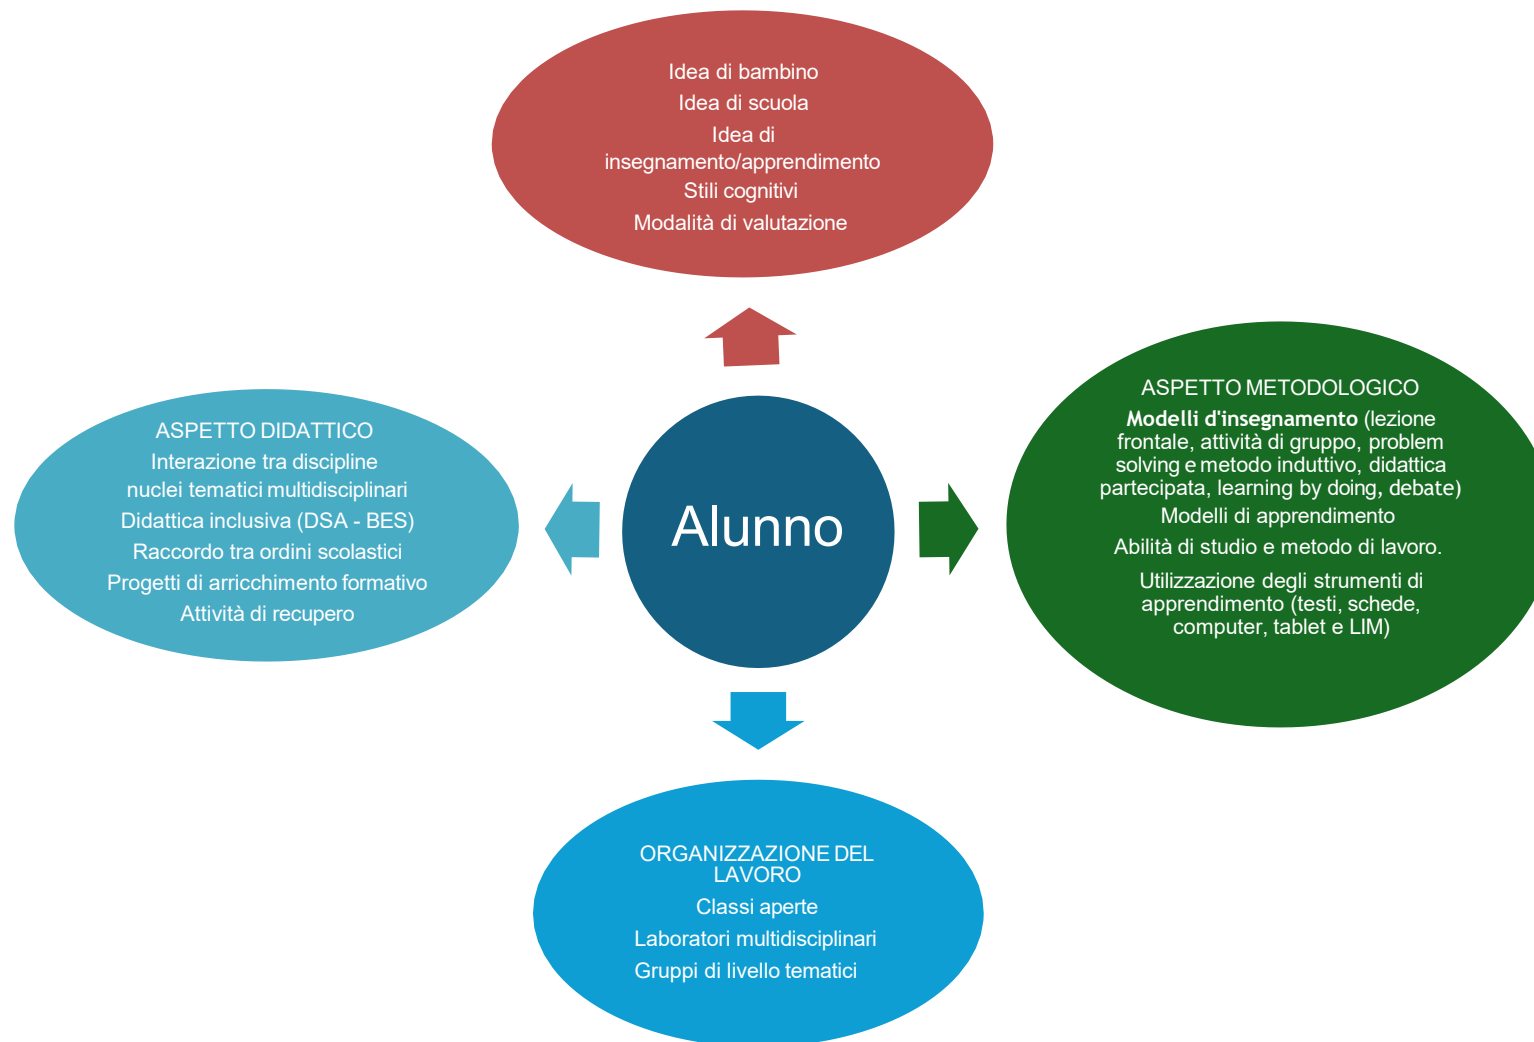 Idea di bambino
Idea di scuola
Idea di
insegnamento/apprendimento
Stili cognitivi
Modalità di valutazione
ASPETTO DIDATTICO
Interazione tra discipline
nuclei tematici multidisciplinari
Didattica inclusiva (DSA - BES)
Raccordo tra ordini scolastici
Progetti di arricchimento formativo
Attività di recupero
Alunno
ASPETTO METODOLOGICO
Modelli d'insegnamento (lezione
frontale, attività di gruppo, problem
solving e metodo induttivo, didattica
partecipata, learning by doing, debate)
Modelli di apprendimento
Abilità di studio e metodo di lavoro.
Utilizzazione degli strumenti di
apprendimento (testi, schede,
computer, tablet e LIM)
ORGANIZZAZIONE DEL
LAVORO
Classi aperte
Laboratori multidisciplinari
Gruppi di livello tematici